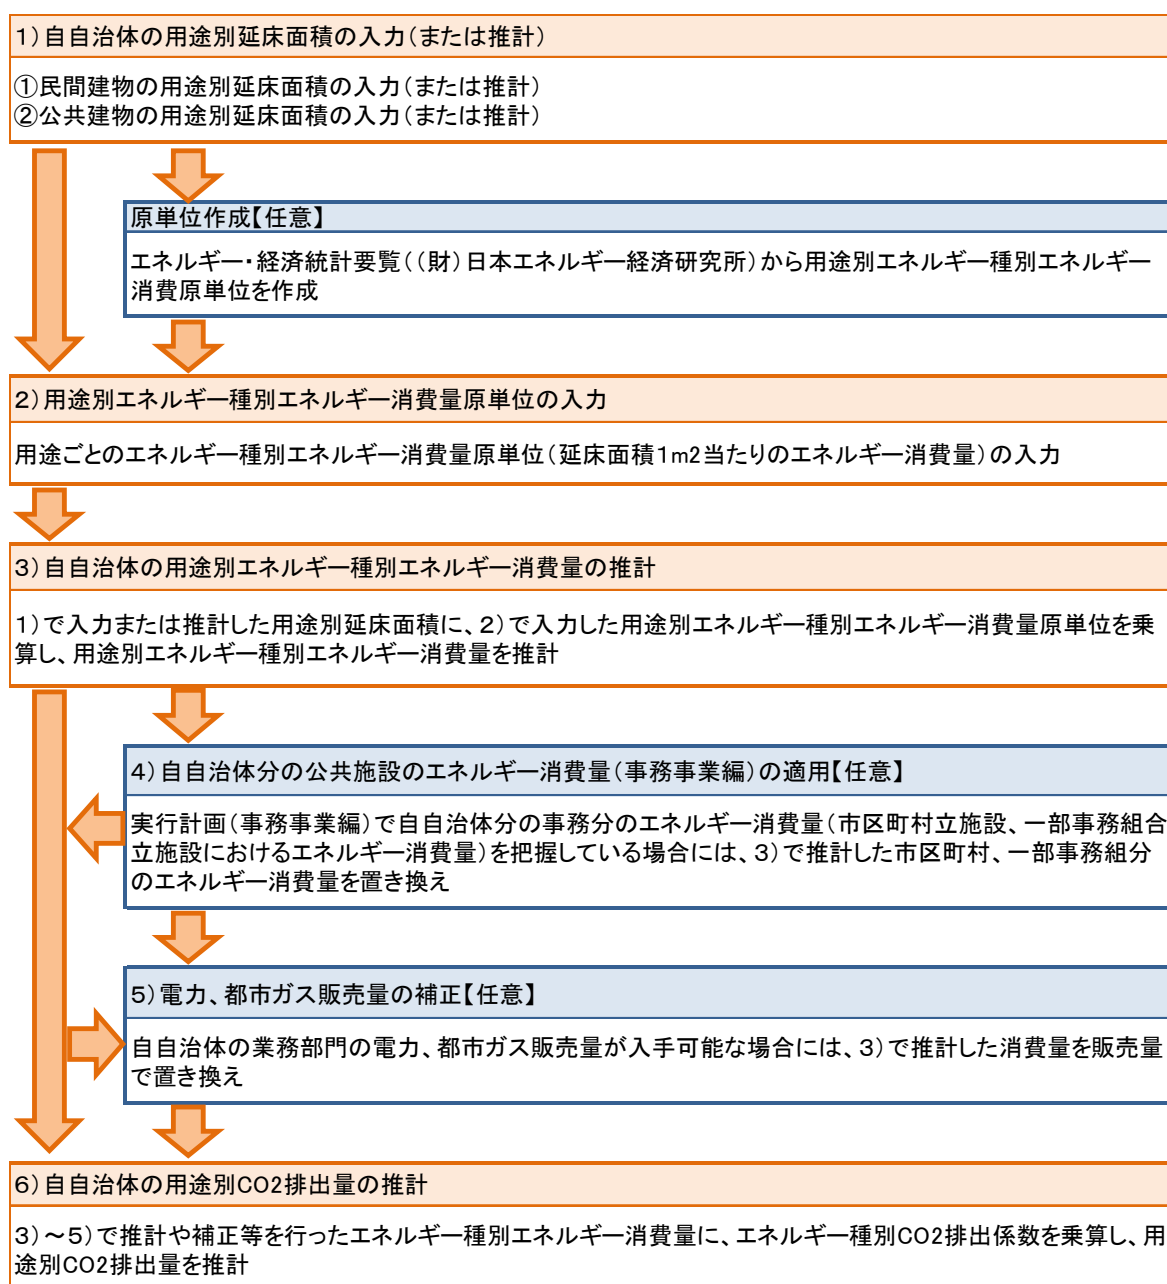 1）自自治体の用途別延床面積の入力（または推計）
①民間建物の用途別延床面積の入力（または推計）
②公共建物の用途別延床面積の入力（または推計）
原単位作成【任意】
エネルギー・経済統計要覧（（財）日本エネルギー経済研究所）から用途別エネルギー種別エネルギー
消費原単位を作成
2）用途別エネルギー種別エネルギー消費量原単位の入力
用途ごとのエネルギー種別エネルギー消費量原単位（延床面積1m2当たりのエネルギー消費量）の入力
3）自自治体の用途別エネルギー種別エネルギー消費量の推計
1）で入力または推計した用途別延床面積に、2）で入力した用途別エネルギー種別エネルギー消費量原単位を乗
算し、用途別エネルギー種別エネルギー消費量を推計
4）自自治体分の公共施設のエネルギー消費量（事務事業編）の適用【任意】
実行計画（事務事業編）で自自治体分の事務分のエネルギー消費量（市区町村立施設、一部事務組合
立施設におけるエネルギー消費量）を把握している場合には、3）で推計した市区町村、一部事務組分
のエネルギー消費量を置き換え
5）電力、都市ガス販売量の補正【任意】
自自治体の業務部門の電力、都市ガス販売量が入手可能な場合には、3）で推計した消費量を販売量
で置き換え
6）自自治体の用途別CO2排出量の推計
3）～5）で推計や補正等を行ったエネルギー種別エネルギー消費量に、エネルギー種別CO2排出係数を乗算し、用
途別CO2排出量を推計